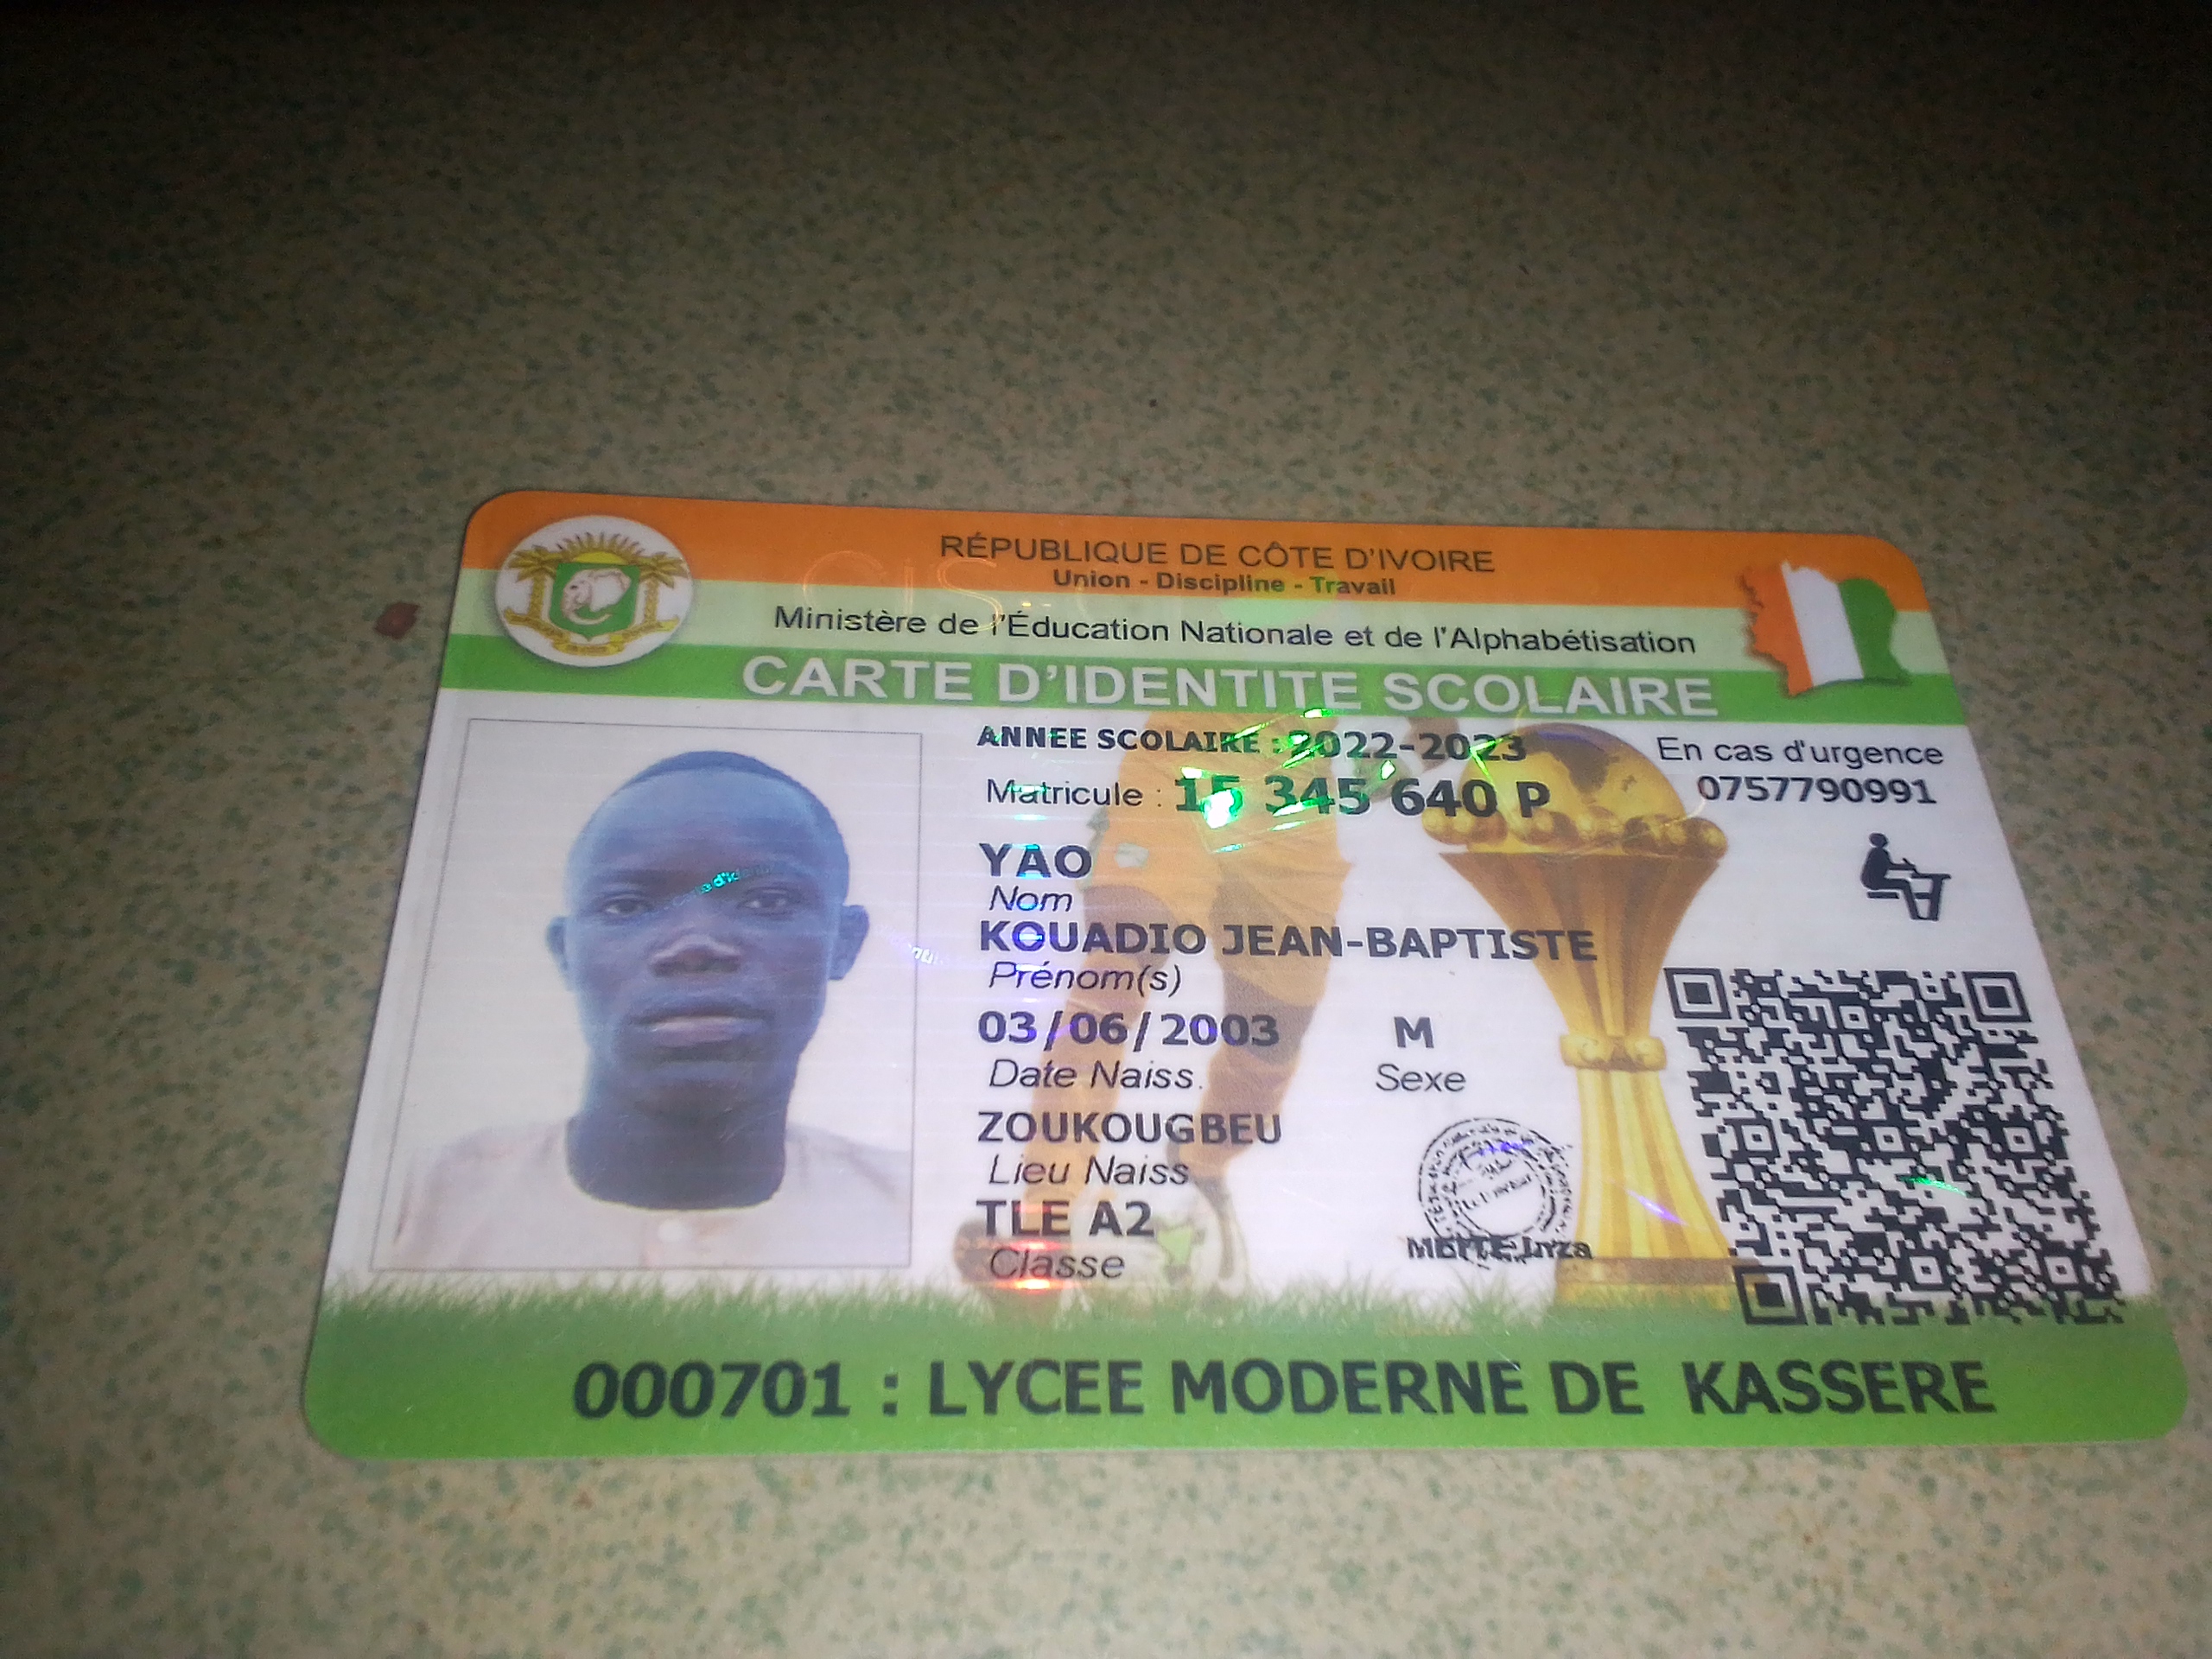 RÉPUBLIQUE DE CÔTE D'IVOIRE
Union - Discipline - Travail
Ministère de l'Éducation Nationale et de l'Alphabétisation
CARTE D'IDENTITE SCOLAIRE
ANNEE SCOLAIRE : 2022-2023
En cas d'urgence
Matricule : 15 345 640 P
0757790991
YAO
Nom
KOUADIO JEAN-BAPTISTE
Prénom(s)
03/06/2003
M
Date Naiss.
Sexe
ZOUKOUGBEU
Lieu Naiss
TLE A2
Classe
000701 : LYCEE MODERNE DE KASSERE